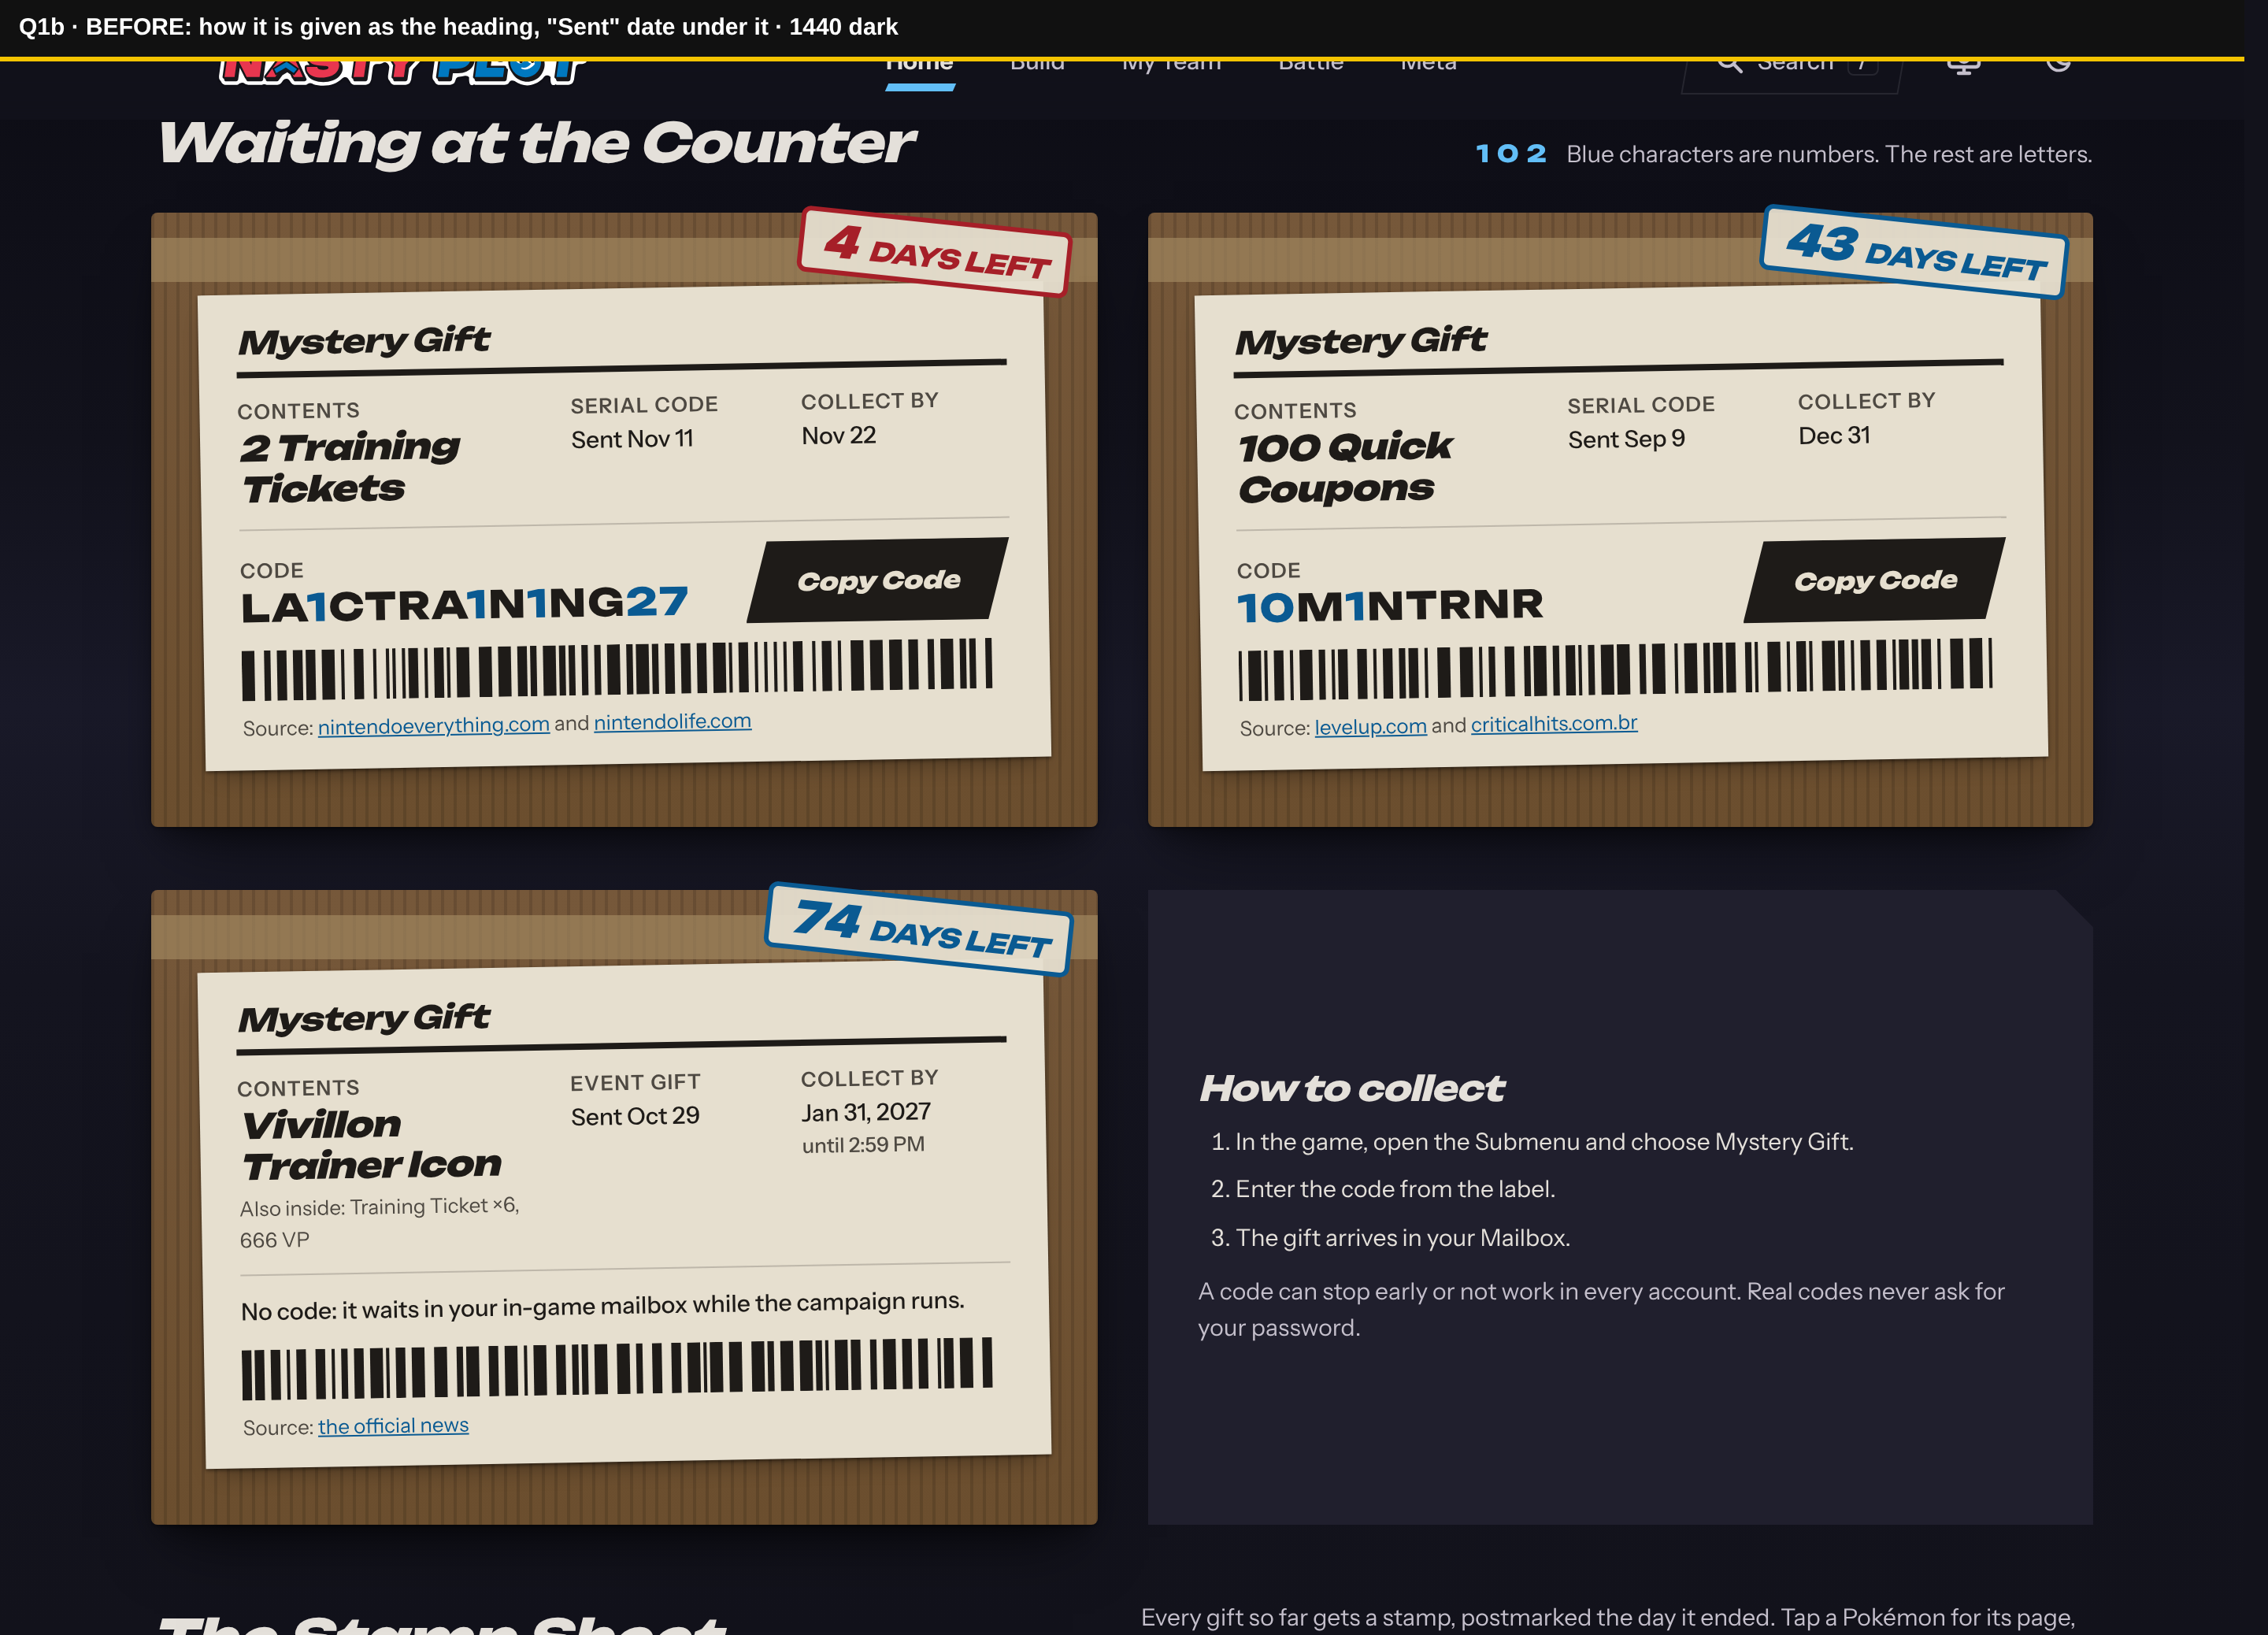 Q1b · BEFORE: how it is given as the heading, "Sent" date under it · 1440 dark
NASTY PLOT
Home Build My Team Battle Meta Search /
Waiting at the Counter
102 Blue characters are numbers. The rest are letters.
4 DAYS LEFT
Mystery Gift
CONTENTS
2 Training
Tickets
SERIAL CODE
Sent Nov 11
COLLECT BY
Nov 22
CODE
LA1CTRA1N1NG27
Copy Code
Source: nintendoeverything.com and nintendolife.com
43 DAYS LEFT
Mystery Gift
CONTENTS
100 Quick
Coupons
SERIAL CODE
Sent Sep 9
COLLECT BY
Dec 31
CODE
10M1NTRNR
Copy Code
Source: levelup.com and criticalhits.com.br
74 DAYS LEFT
Mystery Gift
CONTENTS
Vivillon
Trainer Icon
Also inside: Training Ticket ×6,
666 VP
EVENT GIFT
Sent Oct 29
COLLECT BY
Jan 31, 2027
until 2:59 PM
No code: it waits in your in-game mailbox while the campaign runs.
Source: the official news
How to collect
1. In the game, open the Submenu and choose Mystery Gift.
2. Enter the code from the label.
3. The gift arrives in your Mailbox.
A code can stop early or not work in every account. Real codes never ask for
your password.
The Stamp Sheet
Every gift so far gets a stamp, postmarked the day it ended. Tap a Pokémon for its page,